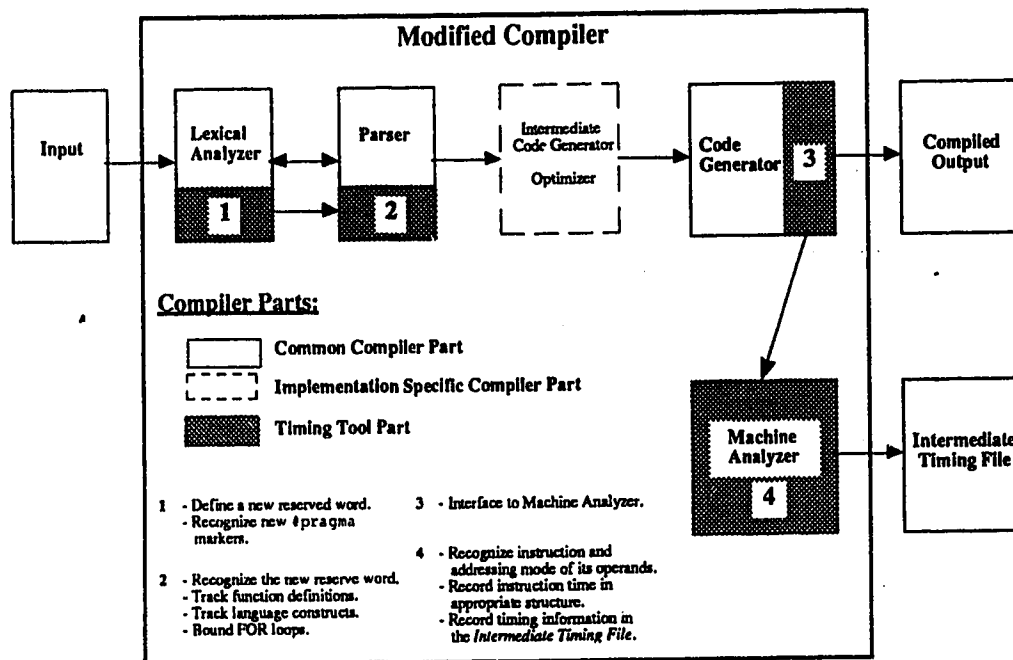 Modified Compiler
Input
Lexical
Analyzer
1
Parser
2
Intermediate
Code Generator
Optimizer
Code
Generator
3
Compiled
Output
Compiler Parts:
Common Compiler Part
Implementation Specific Compiler Part
Timing Tool Part
Machine
Analyzer
4
Intermediate
Timing File
1 - Define a new reserved word.
- Recognize new #pragma
markers.
2 - Recognize the new reserve word.
- Track function definitions.
- Track language constructs.
- Bound FOR loops.
3 - Interface to Machine Analyzer.
4 - Recognize instruction and
addressing mode of its operands.
- Record instruction time in
appropriate structure.
- Record timing information in
the Intermediate Timing File.